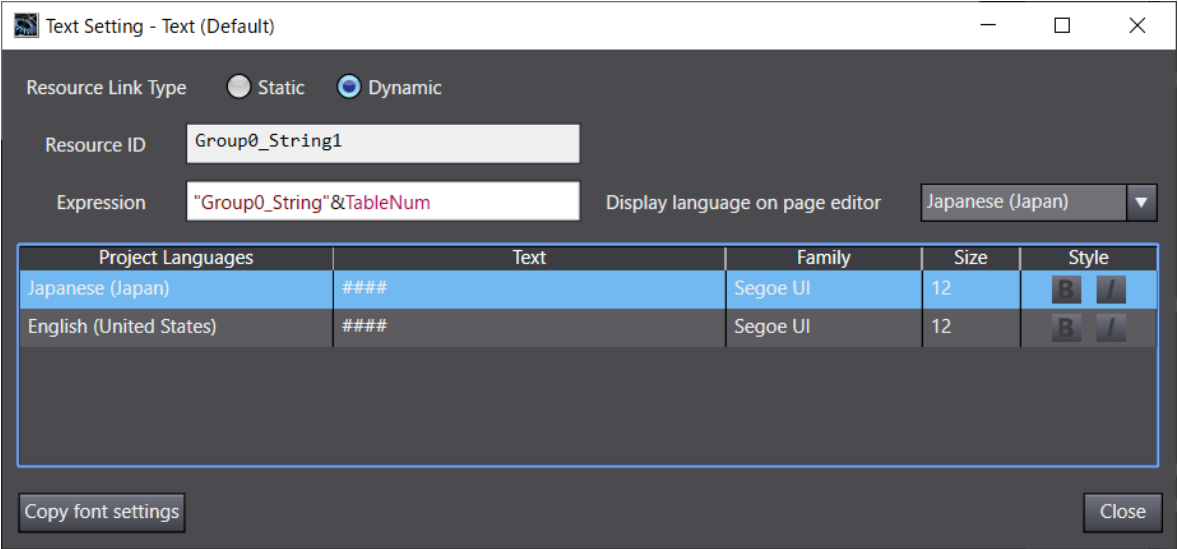 Text Setting - Text (Default)
Resource Link Type Static Dynamic
Resource ID Group0_String1
Expression "Group0_String"&TableNum Display language on page editor Japanese (Japan)
Project Languages Text Family Size Style
Japanese (Japan) #### Segoe UI 12 B I
English (United States) #### Segoe UI 12 B I
Copy font settings Close